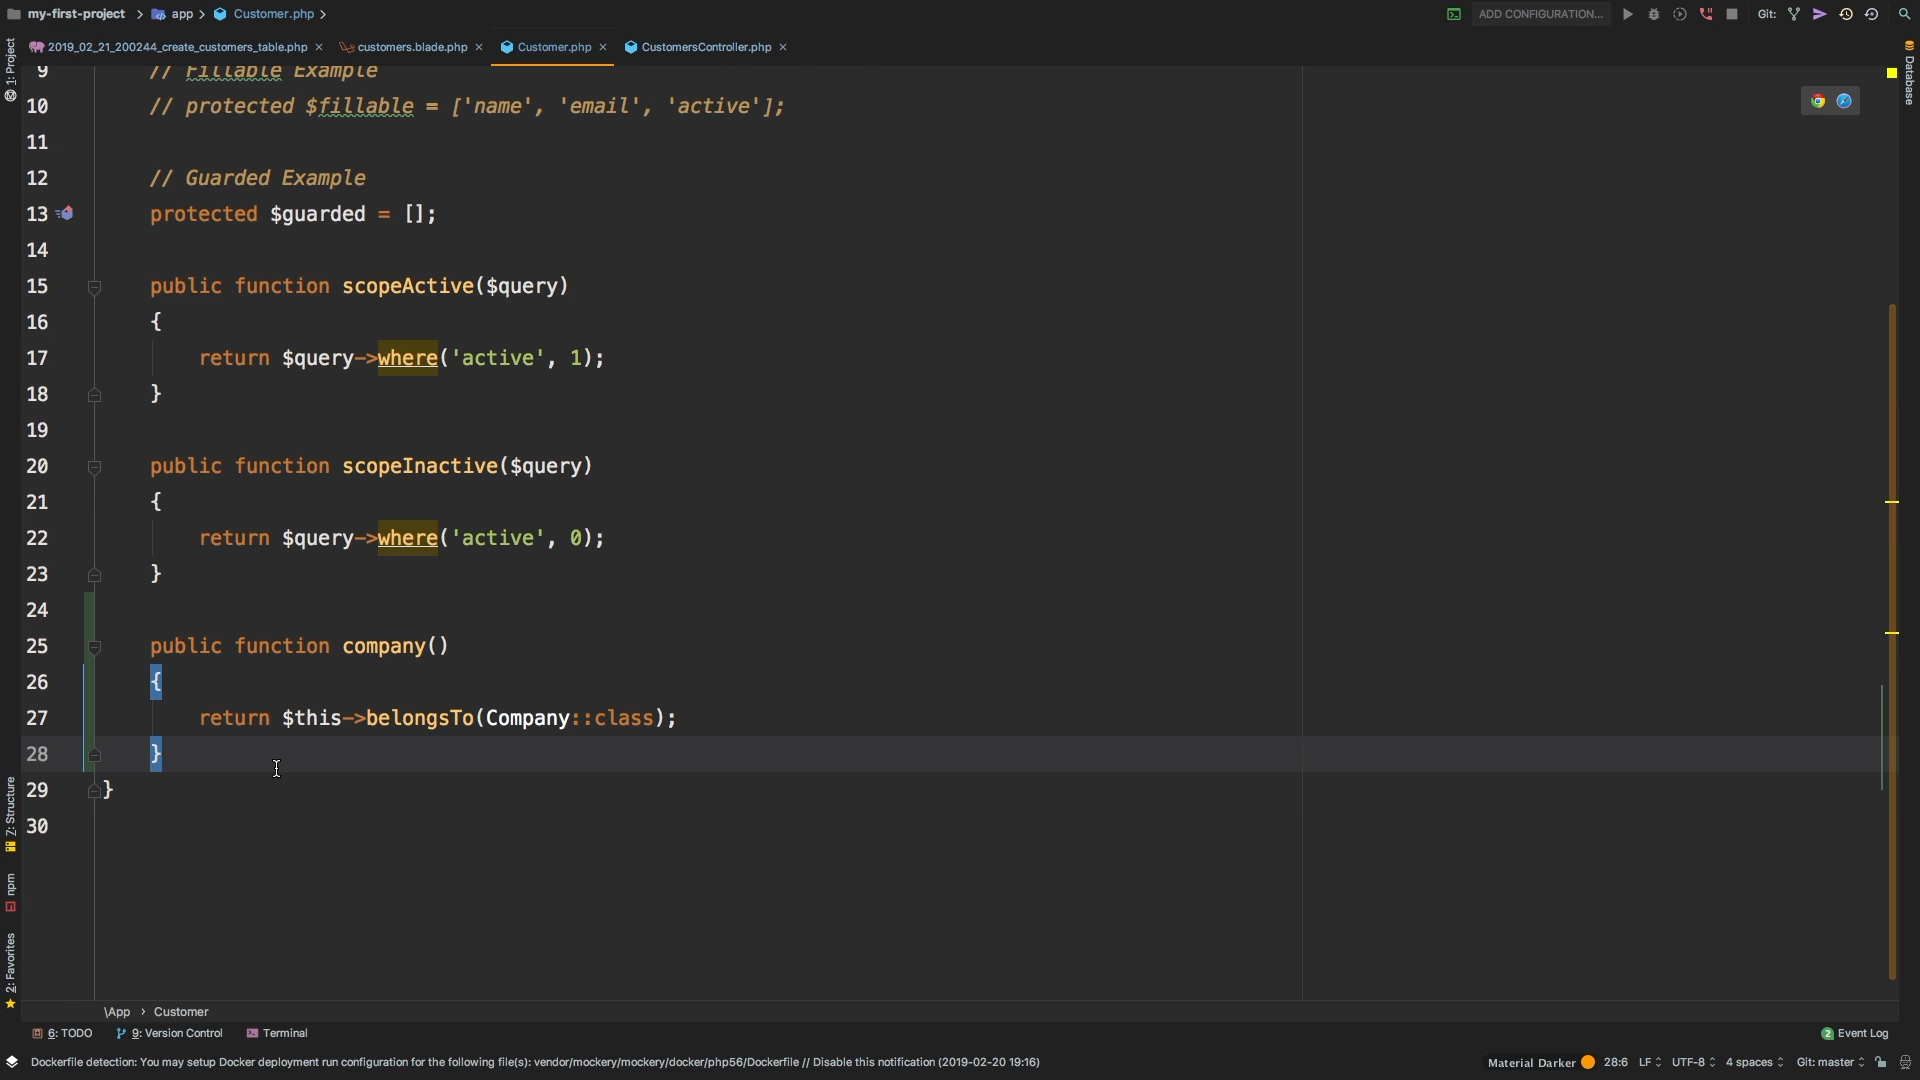 my-first-project > app > Customer.php >
ADD CONFIGURATION...
Git:
2019_02_21_200244_create_customers_table.php
customers.blade.php
Customer.php
CustomersController.php
1: Project
Database
9 // Fillable Example
10 // protected $fillable = ['name', 'email', 'active'];
11
12 // Guarded Example
13 protected $guarded = [];
14
15 public function scopeActive($query)
16 {
17 return $query->where('active', 1);
18 }
19
20 public function scopeInactive($query)
21 {
22 return $query->where('active', 0);
23 }
24
25 public function company()
26 {
27 return $this->belongsTo(Company::class);
28 }
29 }
30
Z: Structure
npm
2: Favorites
\App > Customer
6: TODO
9: Version Control
Terminal
2 Event Log
Dockerfile detection: You may setup Docker deployment run configuration for the following file(s): vendor/mockery/mockery/docker/php56/Dockerfile // Disable this notification (2019-02-20 19:16)
Material Darker
28:6
LF
UTF-8
4 spaces
Git: master